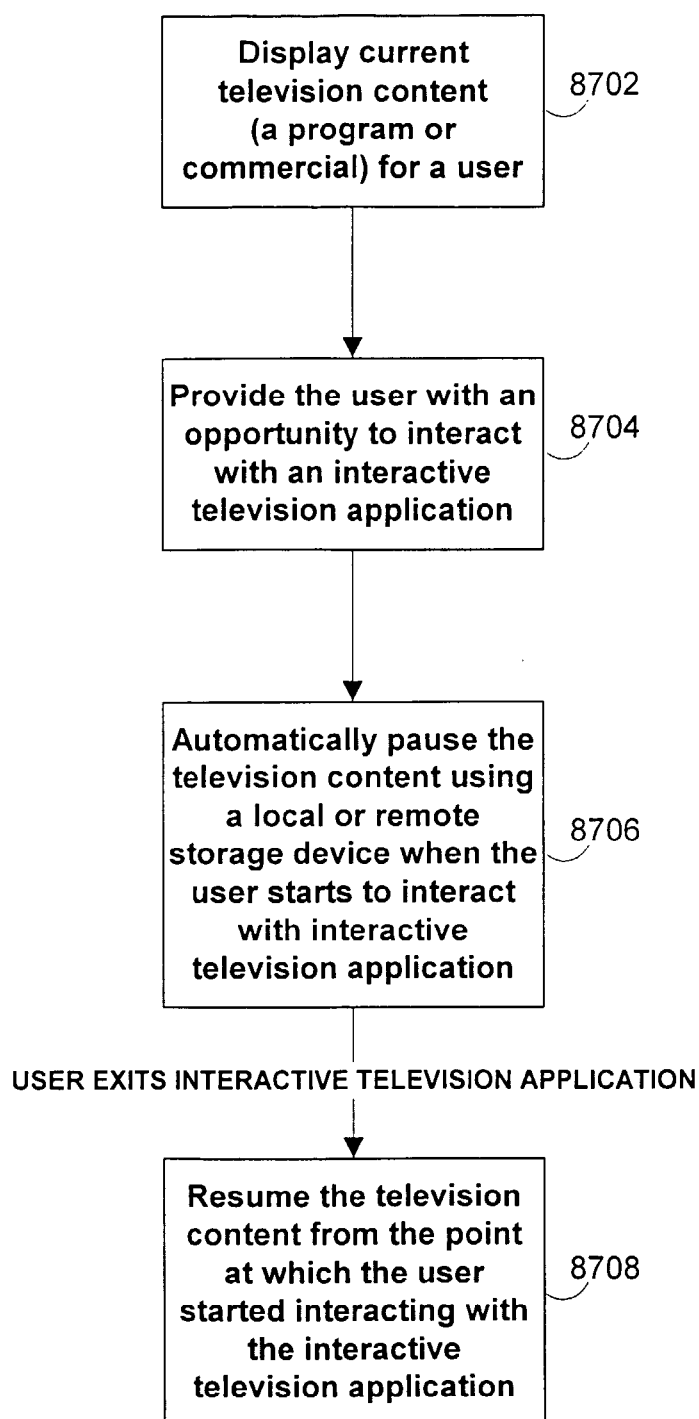 Display current
television content
(a program or
commercial) for a user
8702
Provide the user with an
opportunity to interact
with an interactive
television application
8704
Automatically pause the
television content using
a local or remote
storage device when the
user starts to interact
with interactive
television application
8706
USER EXITS INTERACTIVE TELEVISION APPLICATION
Resume the television
content from the point
at which the user
started interacting with
the interactive
television application
8708